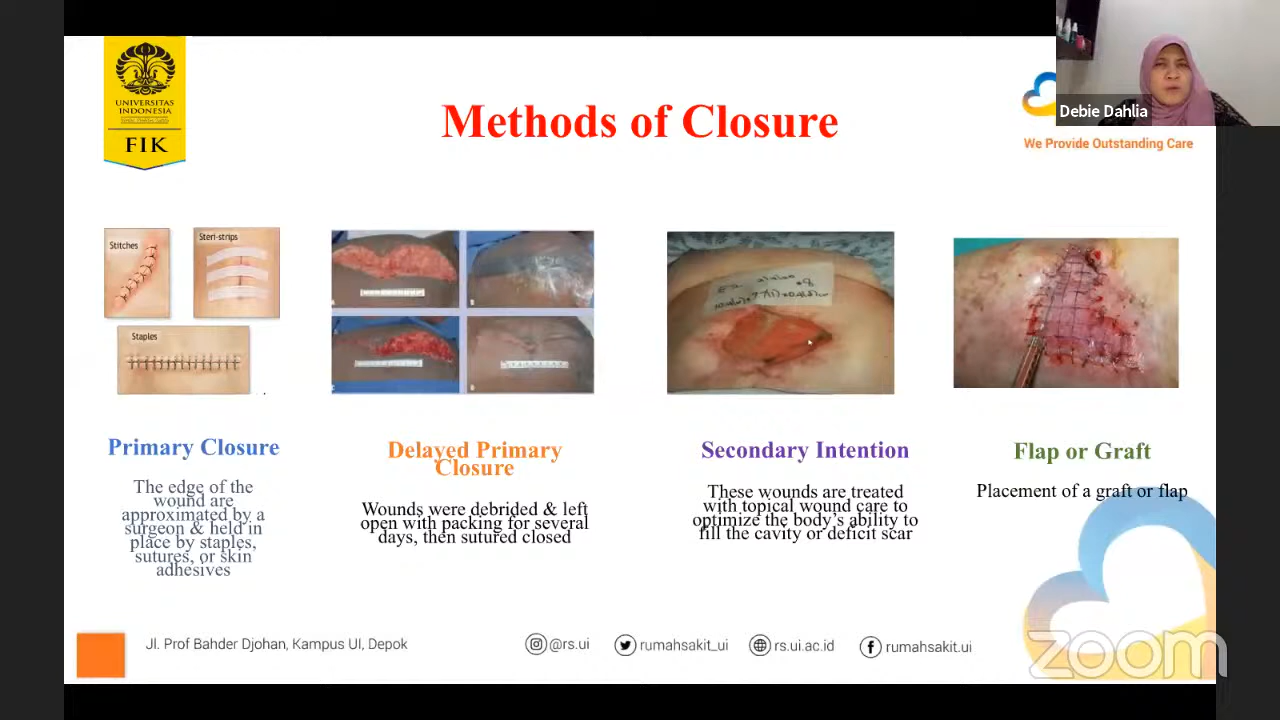 UNIVERSITAS
INDONESIA
FIK
Methods of Closure
Debie Dahlia
We Provide Outstanding Care
Stitches
Steri-strips
Staples
Primary Closure
The edge of the
wound are
approximated by a
surgeon & held in
place by staples,
sutures, or skin
adhesives
Delayed Primary
Closure
Wounds were debrided & left
open with packing for several
days, then sutured closed
Secondary Intention
These wounds are treated
with topical wound care to
optimize the body's ability to
fill the cavity or deficit scar
Flap or Graft
Placement of a graft or flap
Jl. Prof Bahder Djohan, Kampus UI, Depok
@rs.ui
rumahsakit_ui
rs.ui.ac.id
rumahsakit.ui
zoom